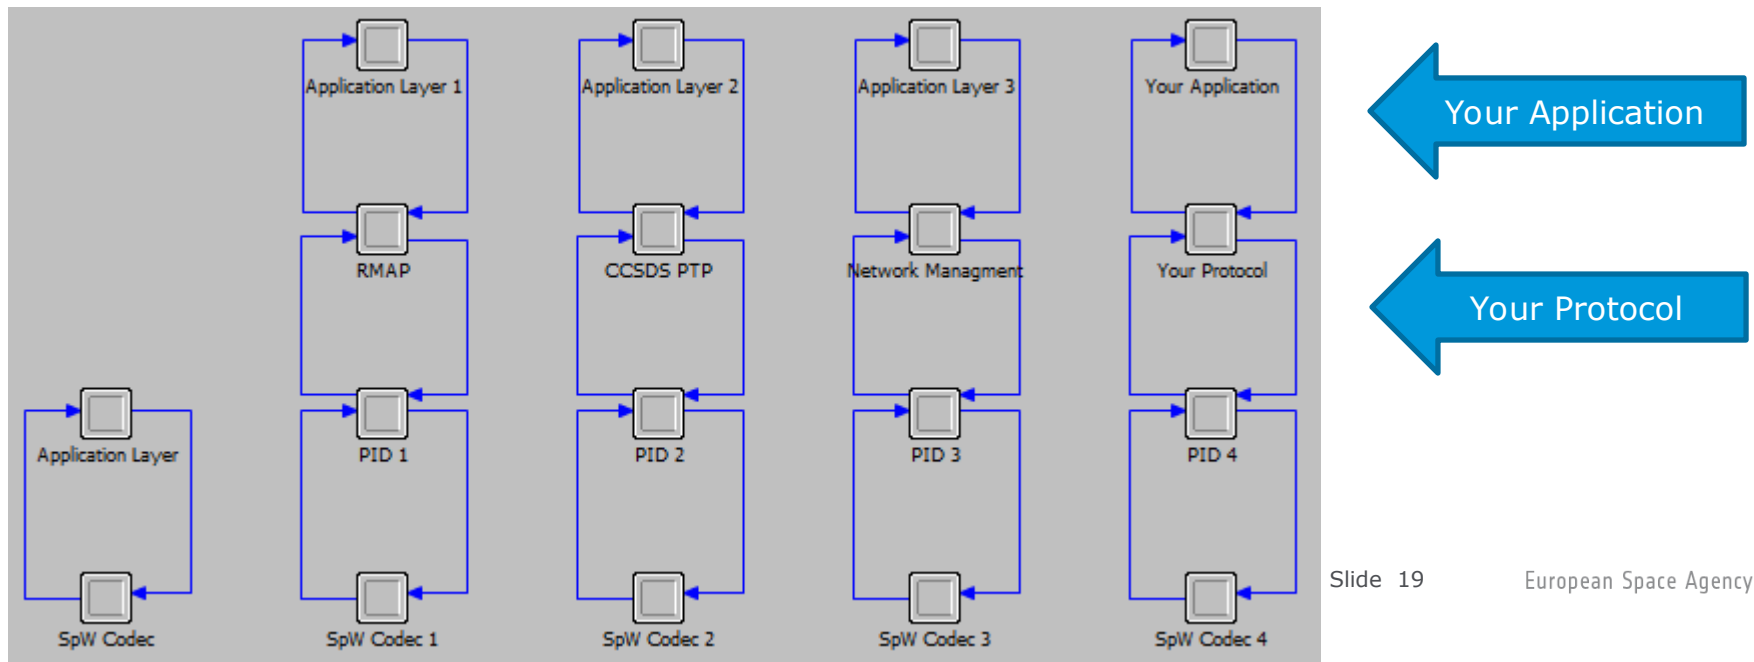 Application Layer 1
Application Layer 2
Application Layer 3
Your Application
Your Application
RMAP
CCSDS PTP
Network Managment
Your Protocol
Your Protocol
Application Layer
PID 1
PID 2
PID 3
PID 4
Slide 19
European Space Agency
SpW Codec
SpW Codec 1
SpW Codec 2
SpW Codec 3
SpW Codec 4